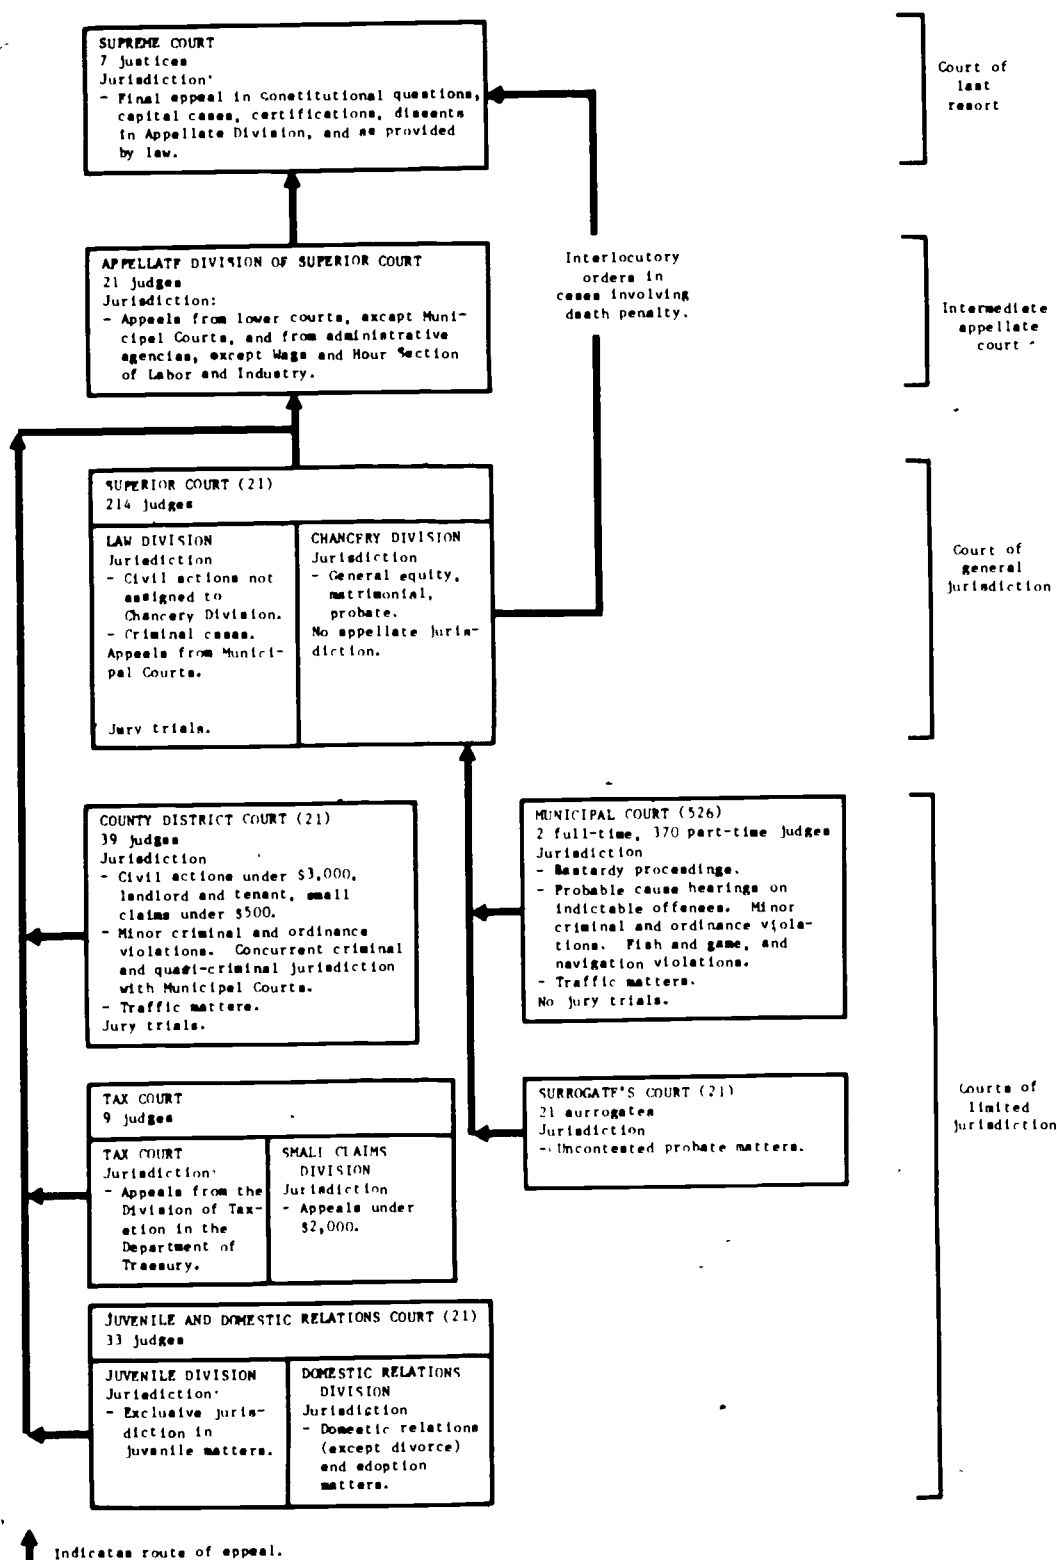 SUPREME COURT
7 justices
Jurisdiction
- Final appeal in constitutional questions,
capital cases, certifications, dissents
in Appellate Division, and as provided
by law.
Court of
last
resort
Interlocutory
orders in
cases involving
death penalty.
APPELLATE DIVISION OF SUPERIOR COURT
21 judges
Jurisdiction:
- Appeals from lower courts, except Muni-
cipal Courts, and from administrative
agencies, except Wage and Hour Section
of Labor and Industry.
Intermediate
appellate
court
SUPERIOR COURT (21)
214 judges
LAW DIVISION
Jurisdiction
- Civil actions not
assigned to
Chancery Division.
- Criminal cases.
Appeals from Munici-
pal Courts.
Jury trials.
CHANCERY DIVISION
Jurisdiction
- General equity,
matrimonial,
probate.
No appellate juris-
diction.
Court of
general
jurisdiction
COUNTY DISTRICT COURT (21)
39 judges
Jurisdiction
- Civil actions under $3,000,
landlord and tenant, small
claims under $500.
- Minor criminal and ordinance
violations. Concurrent criminal
and quasi-criminal jurisdiction
with Municipal Courts.
- Traffic matters.
Jury trials.
MUNICIPAL COURT (526)
2 full-time, 370 part-time judges
Jurisdiction
- Bastardy proceedings.
- Probable cause hearings on
indictable offenses. Minor
criminal and ordinance viola-
tions. Fish and game, and
navigation violations.
- Traffic matters.
No jury trials.
TAX COURT
9 judges
TAX COURT
Jurisdiction
- Appeals from the
Division of Tax-
ation in the
Department of
Treasury.
SMALL CLAIMS
DIVISION
Jurisdiction
- Appeals under
$2,000.
SURROGATE'S COURT (21)
21 surrogates
Jurisdiction
- Uncontested probate matters.
Courts of
limited
jurisdiction
JUVENILE AND DOMESTIC RELATIONS COURT (21)
33 judges
JUVENILE DIVISION
Jurisdiction
- Exclusive juris-
diction in
juvenile matters.
DOMESTIC RELATIONS
DIVISION
Jurisdiction
- Domestic relations
(except divorce)
and adoption
matters.
Indicates route of appeal.